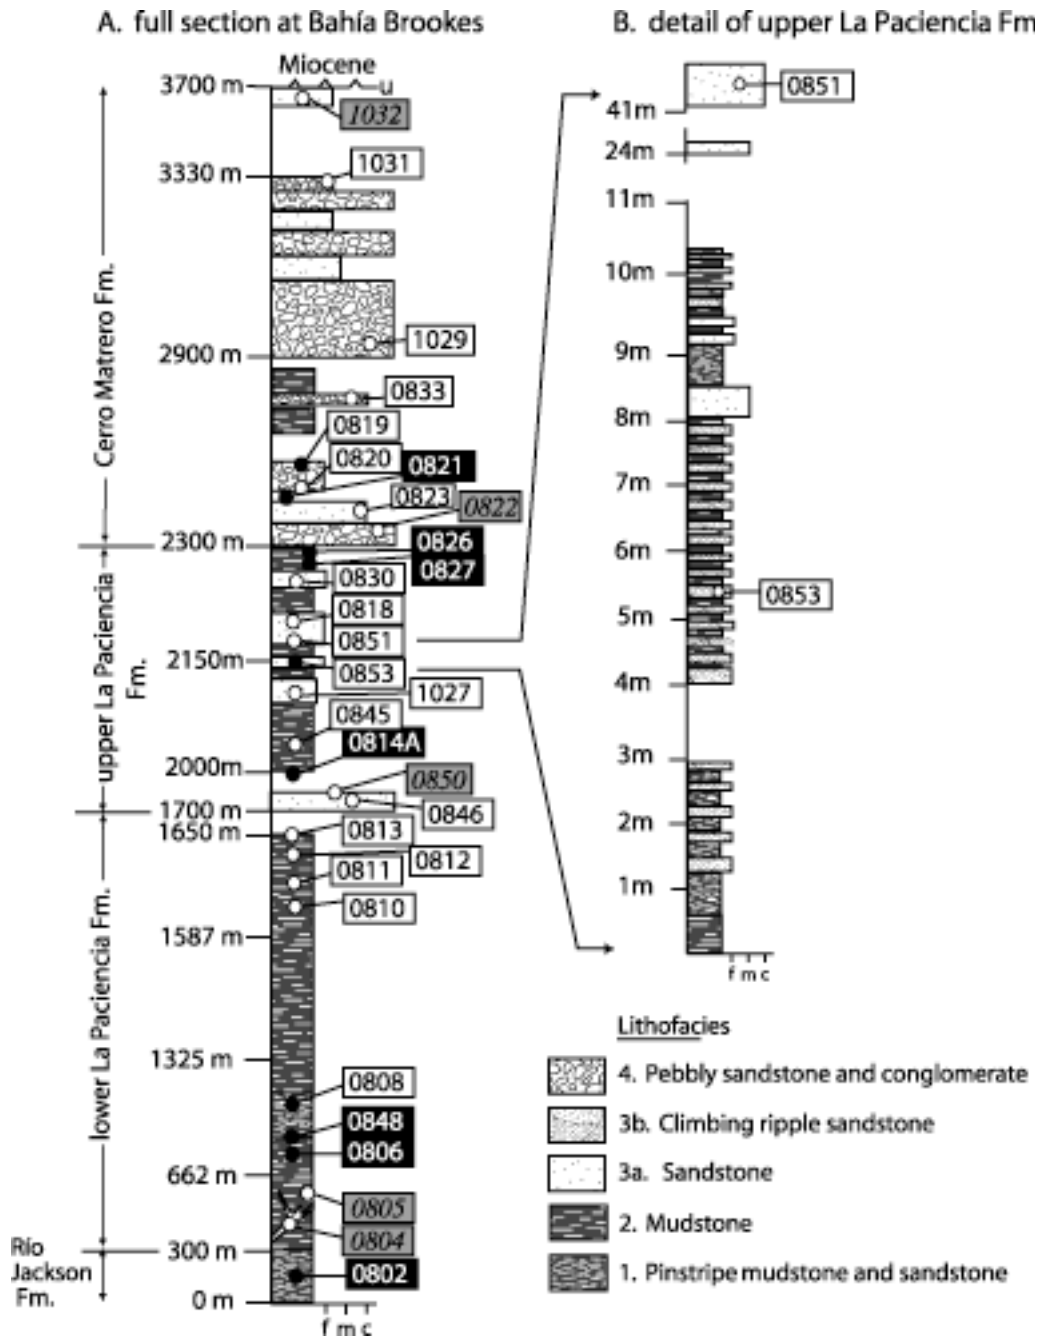 A. full section at Bahía Brookes
Miocene
u
3700 m
1032
1031
3330 m
1029
2900 m
0833
0819
0820
0821
0823
0822
2300 m
0826
0827
0830
0818
0851
2150m
0853
1027
0845
0814A
2000m
0850
1700 m
0846
1650 m
0813
0812
0811
0810
1587 m
1325 m
0808
0848
0806
662 m
0805
0804
300 m
0802
0 m
f m c
Cerro Matrero Fm.
upper La Paciencia
Fm.
lower La Paciencia Fm.
Río
Jackson
Fm.
B. detail of upper La Paciencia Fm
0851
41m
24m
11m
10m
9m
8m
7m
6m
0853
5m
4m
3m
2m
1m
f m c
Lithofacies
4. Pebbly sandstone and conglomerate
3b. Climbing ripple sandstone
3a. Sandstone
2. Mudstone
1. Pinstripe mudstone and sandstone